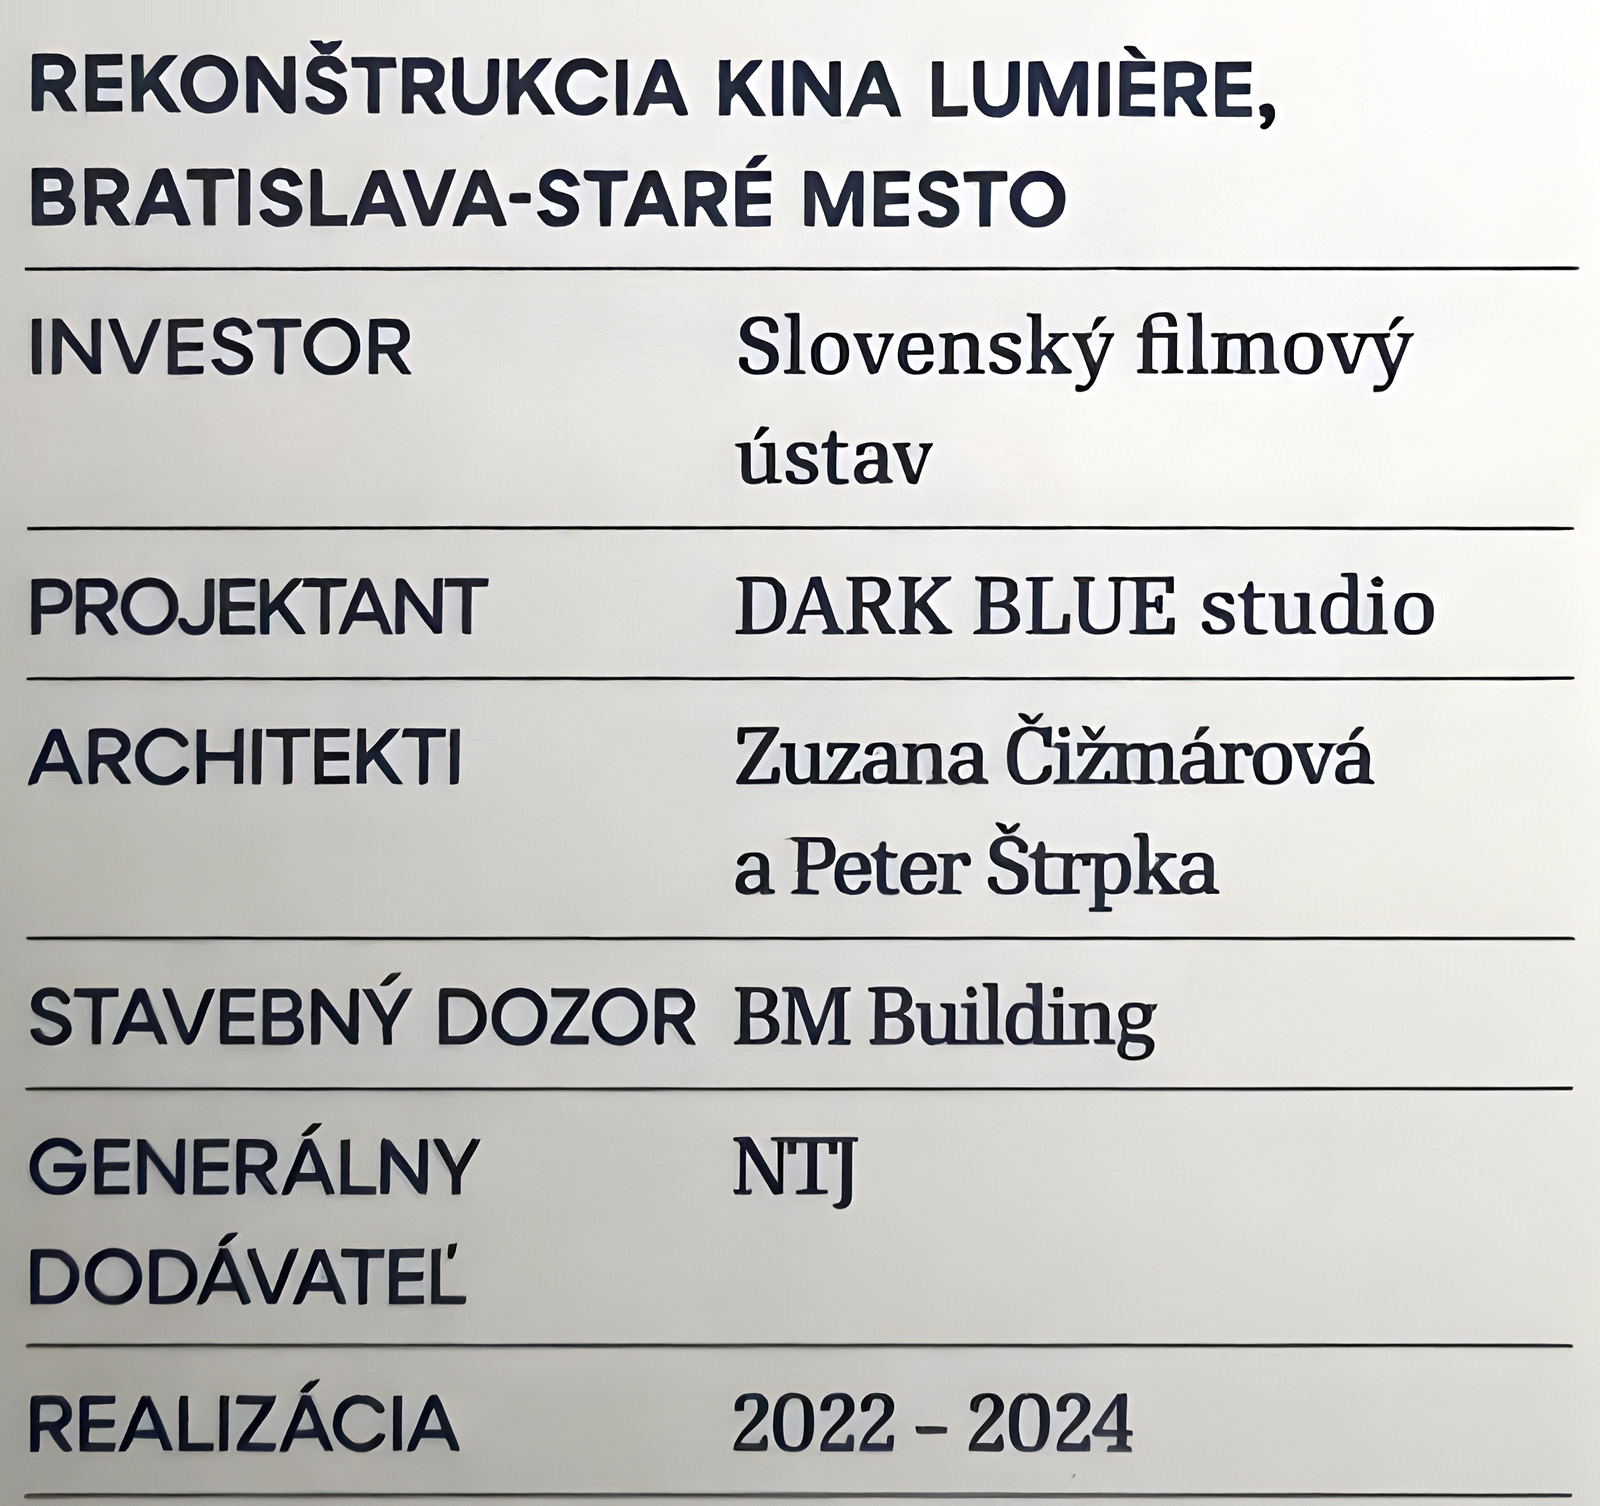 REKONŠTRUKCIA KINA LUMIÈRE,
BRATISLAVA-STARÉ MESTO
INVESTOR Slovenský filmový
ústav
PROJEKTANT DARK BLUE studio
ARCHITEKTI Zuzana Čižmárová
a Peter Štrpka
STAVEBNÝ DOZOR BM Building
GENERÁLNY NTJ
DODÁVATEĽ
REALIZÁCIA 2022 – 2024